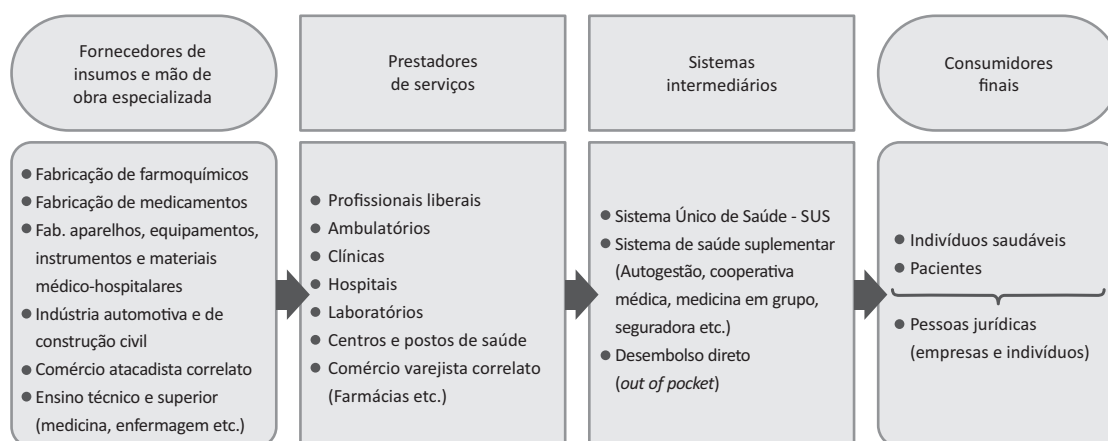 Fornecedores de
insumos e mão de
obra especializada
Fabricação de farmoquímicos
Fabricação de medicamentos
Fab. aparelhos, equipamentos,
instrumentos e materiais
médico-hospitalares
Indústria automotiva e de
construção civil
Comércio atacadista correlato
Ensino técnico e superior
(medicina, enfermagem etc.)
Prestadores
de serviços
Profissionais liberais
Ambulatórios
Clínicas
Hospitais
Laboratórios
Centros e postos de saúde
Comércio varejista correlato
(Farmácias etc.)
Sistemas
intermediários
Sistema Único de Saúde - SUS
Sistema de saúde suplementar
(Autogestão, cooperativa
médica, medicina em grupo,
seguradora etc.)
Desembolso direto
(out of pocket)
Consumidores
finais
Indivíduos saudáveis
Pacientes
Pessoas jurídicas
(empresas e indivíduos)